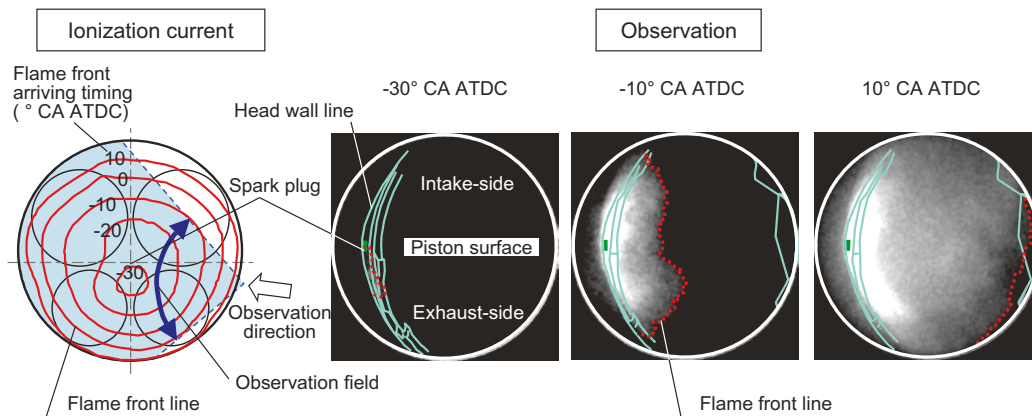 Ionization current
Observation
Flame front
arriving timing
( ° CA ATDC)
-30° CA ATDC
-10° CA ATDC
10° CA ATDC
Head wall line
10
0
-10
-20
-30
Spark plug
Intake-side
Piston surface
Exhaust-side
Observation
direction
Observation field
Flame front line
Flame front line